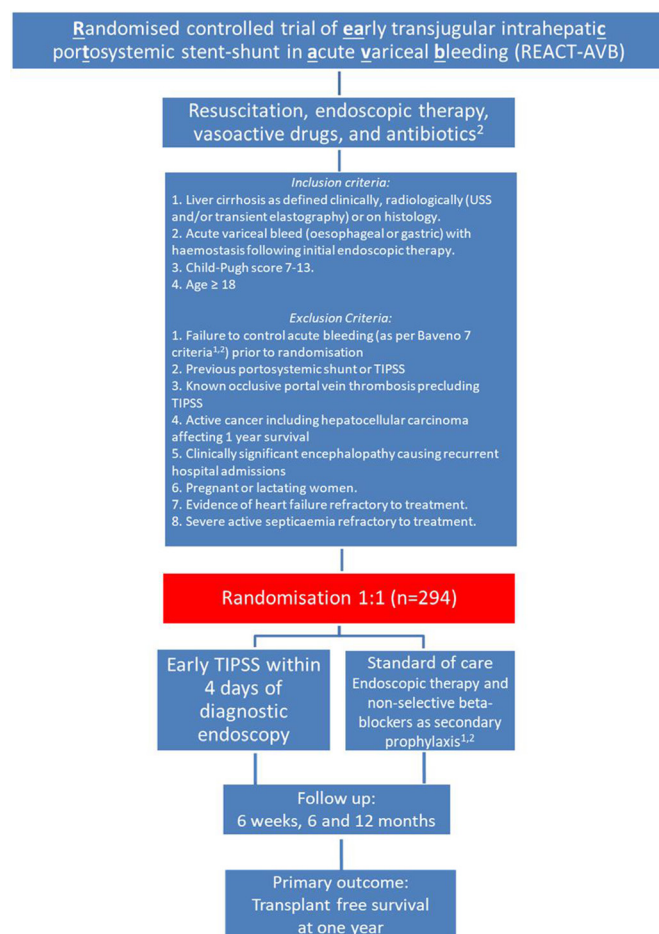 Randomised controlled trial of early transjugular intrahepatic
portosystemic stent-shunt in acute variceal bleeding (REACT-AVB)
Resuscitation, endoscopic therapy,
vasoactive drugs, and antibiotics²
Inclusion criteria:
1. Liver cirrhosis as defined clinically, radiologically (USS
and/or transient elastography) or on histology.
2. Acute variceal bleed (oesophageal or gastric) with
haemostasis following initial endoscopic therapy.
3. Child-Pugh score 7-13.
4. Age ≥ 18
Exclusion Criteria:
1. Failure to control acute bleeding (as per Baveno 7
criteria¹,²) prior to randomisation
2. Previous portosystemic shunt or TIPSS
3. Known occlusive portal vein thrombosis precluding
TIPSS
4. Active cancer including hepatocellular carcinoma
affecting 1 year survival
5. Clinically significant encephalopathy causing recurrent
hospital admissions
6. Pregnant or lactating women.
7. Evidence of heart failure refractory to treatment.
8. Severe active septicaemia refractory to treatment.
Randomisation 1:1 (n=294)
Early TIPSS within
4 days of
diagnostic
endoscopy
Standard of care
Endoscopic therapy and
non-selective beta-
blockers as secondary
prophylaxis¹,²
Follow up:
6 weeks, 6 and 12 months
Primary outcome:
Transplant free survival
at one year